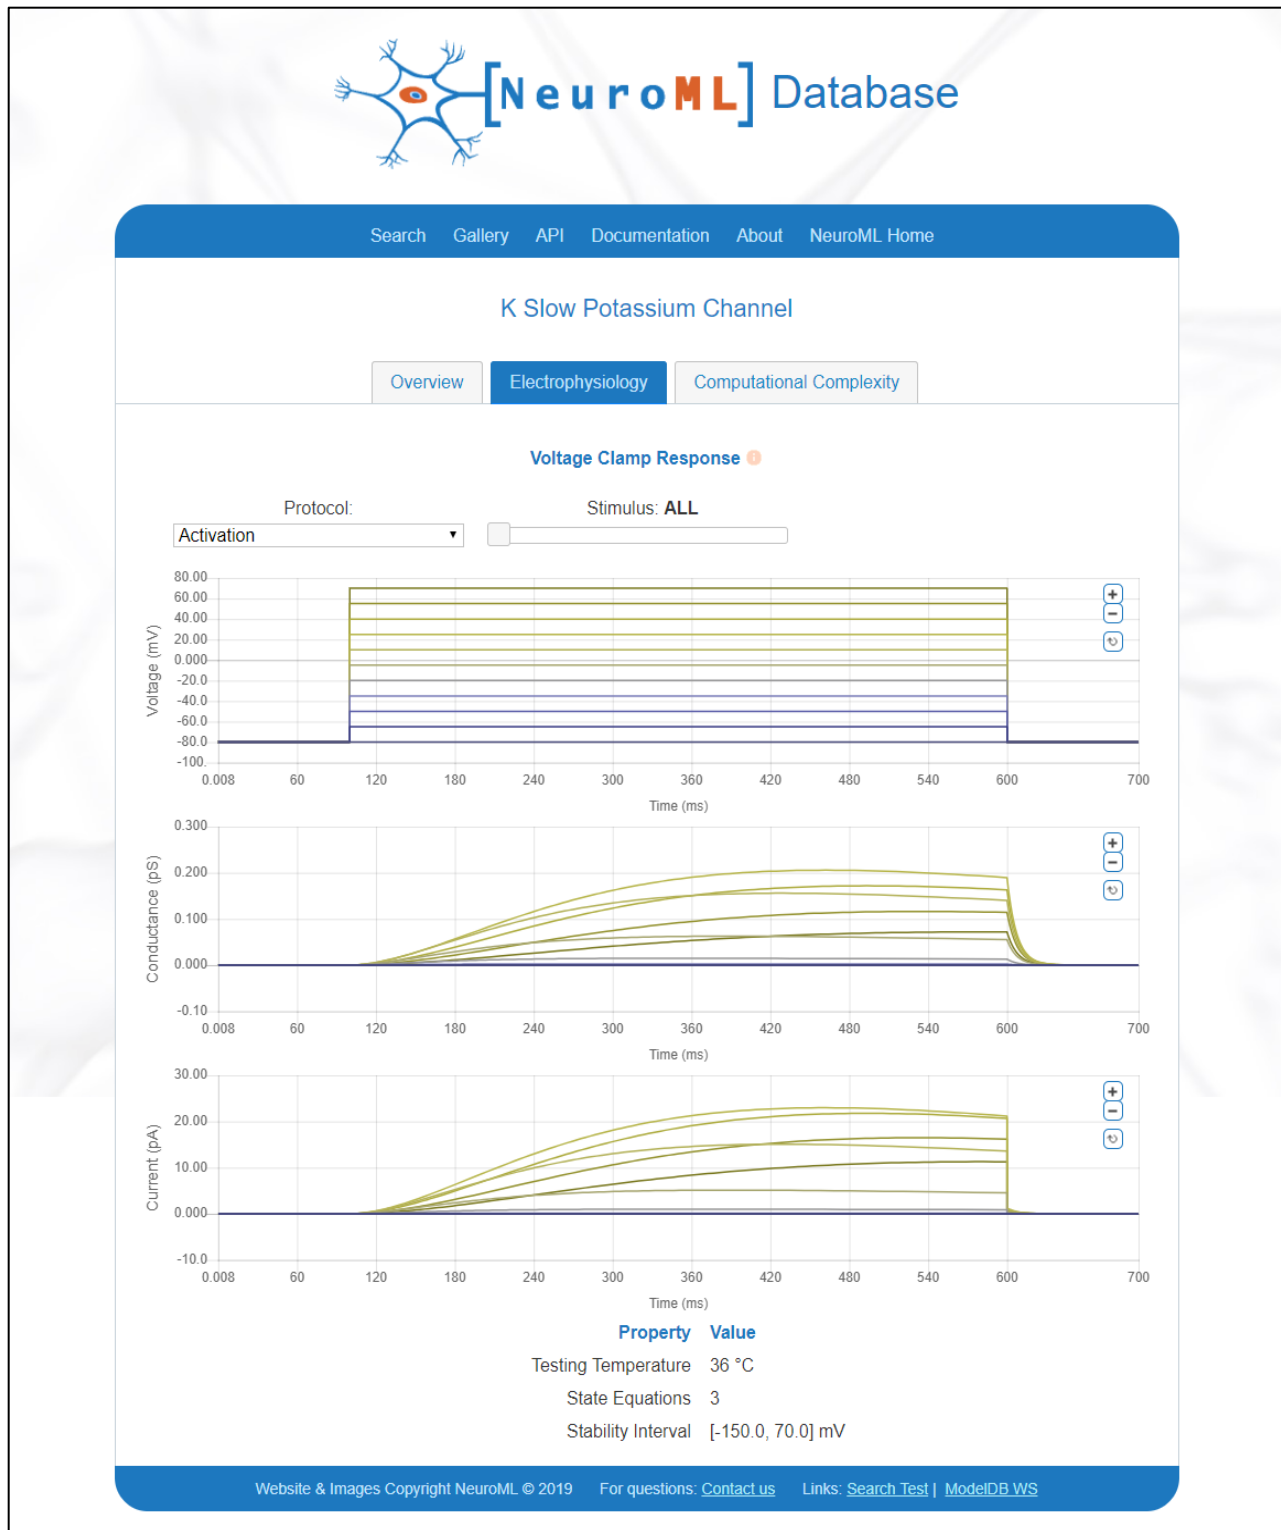 [NeuroML] Database
Search Gallery API Documentation About NeuroML Home
K Slow Potassium Channel
Overview Electrophysiology Computational Complexity
Voltage Clamp Response
Protocol: Stimulus: ALL
Activation
80.00
60.00
40.00
20.00
0.000
-20.0
-40.0
-60.0
-80.0
-100.
Voltage (mV)
0.008 60 120 180 240 300 360 420 480 540 600 700
Time (ms)
0.300
0.200
0.100
0.000
-0.10
Conductance (pS)
0.008 60 120 180 240 300 360 420 480 540 600 700
Time (ms)
30.00
20.00
10.00
0.000
-10.0
Current (pA)
0.008 60 120 180 240 300 360 420 480 540 600 700
Time (ms)
Property Value
Testing Temperature 36 °C
State Equations 3
Stability Interval [-150.0, 70.0] mV
Website & Images Copyright NeuroML © 2019 For questions: Contact us Links: Search Test | ModelDB WS